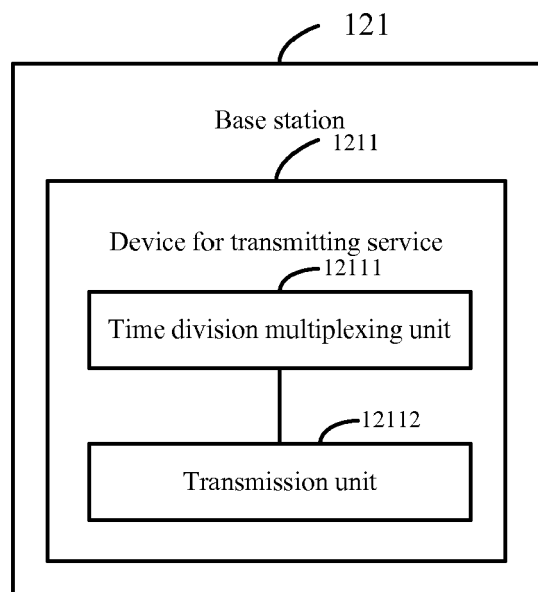 121
Base station
1211
Device for transmitting service
12111
Time division multiplexing unit
12112
Transmission unit